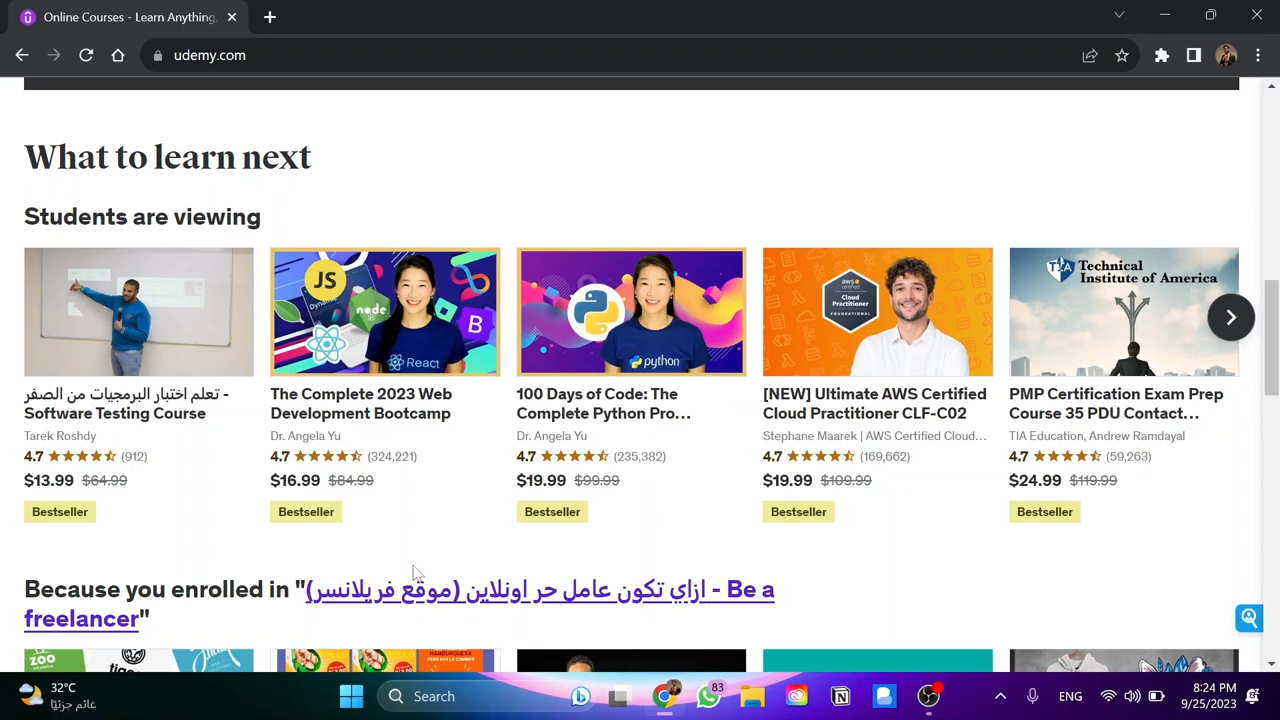 Online Courses - Learn Anything,
udemy.com
What to learn next
Students are viewing
JS
node
React
B
python
aws certified
Cloud Practitioner
FOUNDATIONAL
TIA Technical Institute of America
تعلم اختبار البرمجيات من الصفر - Software Testing Course
Tarek Roshdy
4.7 (912)
$13.99 $64.99
Bestseller
The Complete 2023 Web Development Bootcamp
Dr. Angela Yu
4.7 (324,221)
$16.99 $84.99
Bestseller
100 Days of Code: The Complete Python Pro...
Dr. Angela Yu
4.7 (235,382)
$19.99 $99.99
Bestseller
[NEW] Ultimate AWS Certified Cloud Practitioner CLF-C02
Stephane Maarek | AWS Certified Cloud...
4.7 (169,662)
$19.99 $109.99
Bestseller
PMP Certification Exam Prep Course 35 PDU Contact...
TIA Education, Andrew Ramdayal
4.7 (59,263)
$24.99 $119.99
Bestseller
Because you enrolled in "ازاي تكون عامل حر اونلاين (موقع فريلانسر) - Be a
freelancer"
ZOO
HAMBURGUESA
32°C
غائم جزئيًا
Search
83
ENG
8:24 PM
9/25/2023